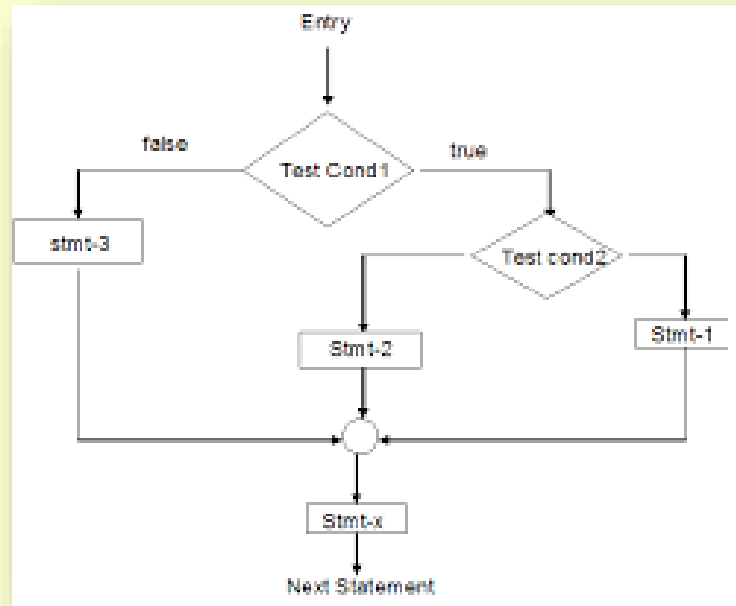 Entry
false
true
Test Cond1
stmt-3
Test cond2
Stmt-2
Stmt-1
Stmt-x
Next Statement